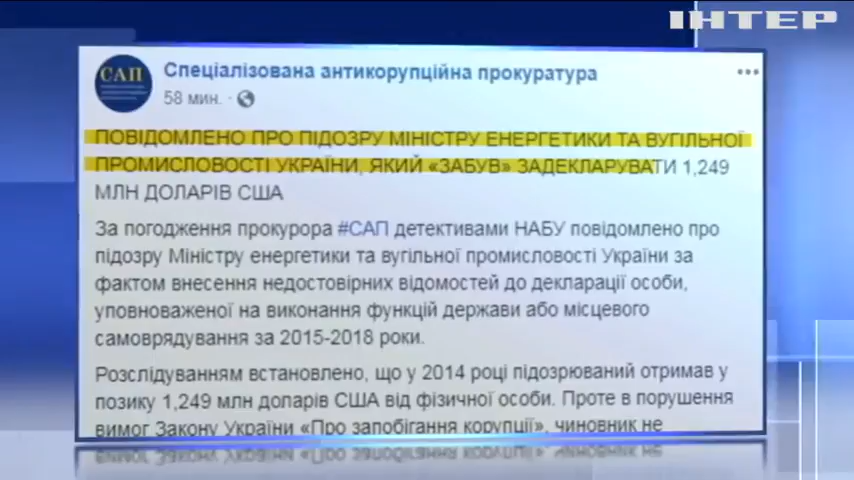 ІНТЕР
САП
Спеціалізована антикорупційна прокуратура
58 мин. ·
ПОВІДОМЛЕНО ПРО ПІДОЗРУ МІНІСТРУ ЕНЕРГЕТИКИ ТА ВУГІЛЬНОЇ
ПРОМИСЛОВОСТІ УКРАЇНИ, ЯКИЙ «ЗАБУВ» ЗАДЕКЛАРУВАТИ 1,249
МЛН ДОЛАРІВ США
За погодження прокурора #САП детективами НАБУ повідомлено про
підозру Міністру енергетики та вугільної промисловості України за
фактом внесення недостовірних відомостей до декларації особи,
уповноваженої на виконання функцій держави або місцевого
самоврядування за 2015-2018 роки.
Розслідуванням встановлено, що у 2014 році підозрюваний отримав у
позику 1,249 млн доларів США від фізичної особи. Проте в порушення
вимог Закону України «Про запобігання корупції», чиновник не